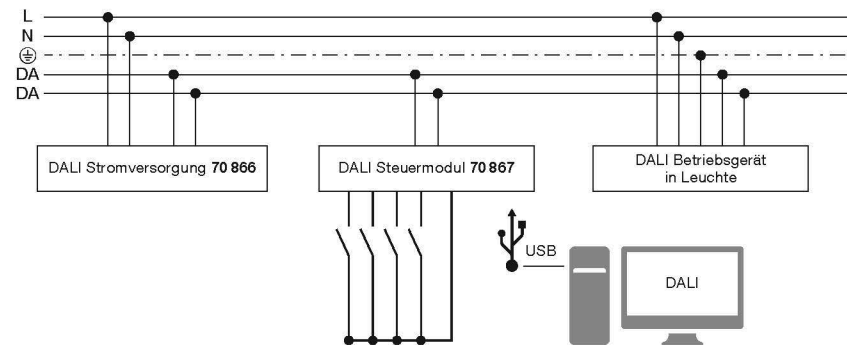 L
N
DA
DA
DALI Stromversorgung 70 866
DALI Steuermodul 70 867
DALI Betriebsgerät
in Leuchte
USB
DALI